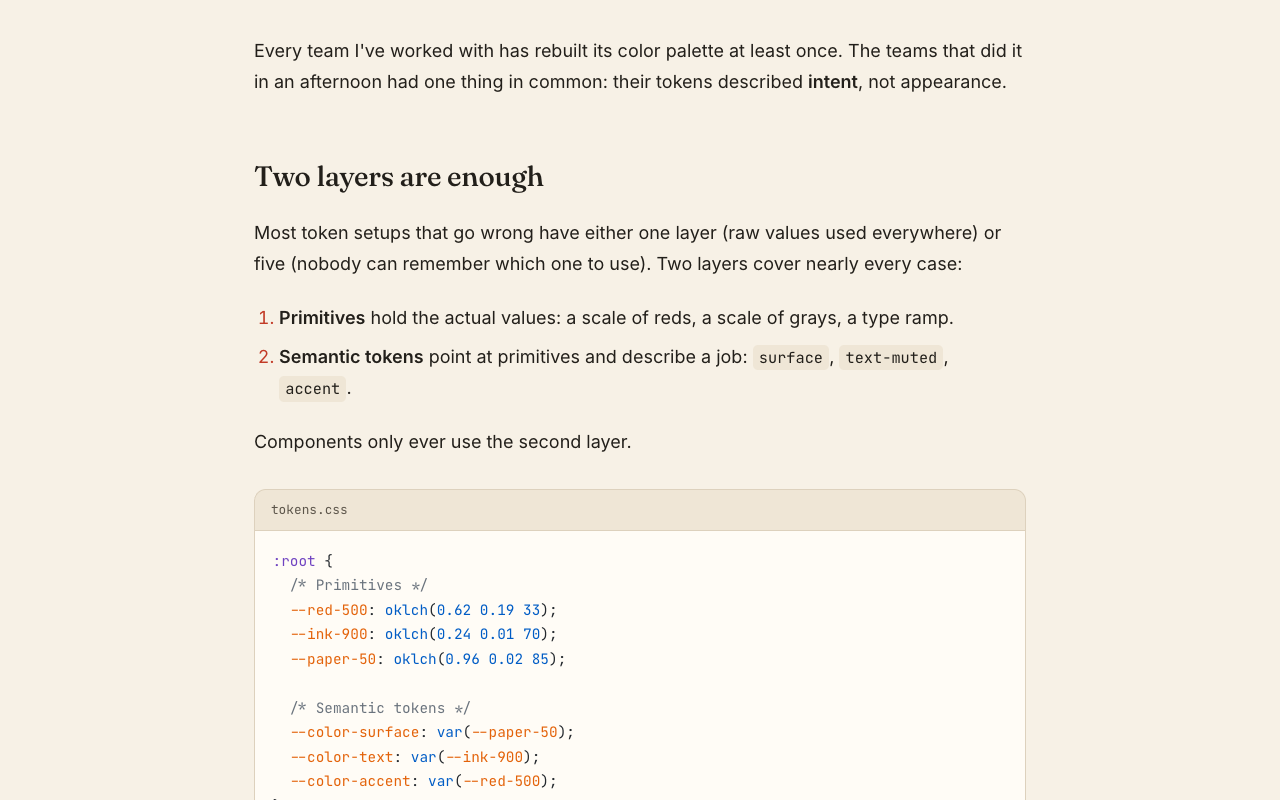 Every team I've worked with has rebuilt its color palette at least once. The teams that did it
in an afternoon had one thing in common: their tokens described intent, not appearance.
Two layers are enough
Most token setups that go wrong have either one layer (raw values used everywhere) or
five (nobody can remember which one to use). Two layers cover nearly every case:
1. Primitives hold the actual values: a scale of reds, a scale of grays, a type ramp.
2. Semantic tokens point at primitives and describe a job: surface, text-muted,
accent.
Components only ever use the second layer.
tokens.css
:root {
  /* Primitives */
  --red-500: oklch(0.62 0.19 33);
  --ink-900: oklch(0.24 0.01 70);
  --paper-50: oklch(0.96 0.02 85);
  /* Semantic tokens */
  --color-surface: var(--paper-50);
  --color-text: var(--ink-900);
  --color-accent: var(--red-500);